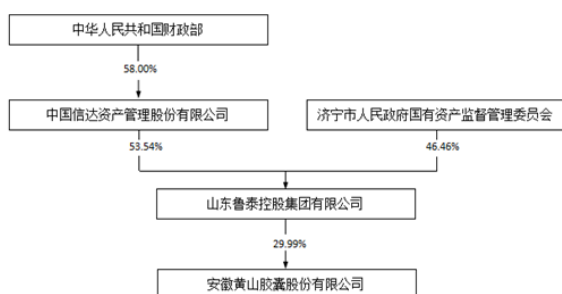 中华人民共和国财政部
58.00%
中国信达资产管理股份有限公司
济宁市人民政府国有资产监督管理委员会
53.54%
46.46%
山东鲁泰控股集团有限公司
29.99%
安徽黄山胶囊股份有限公司